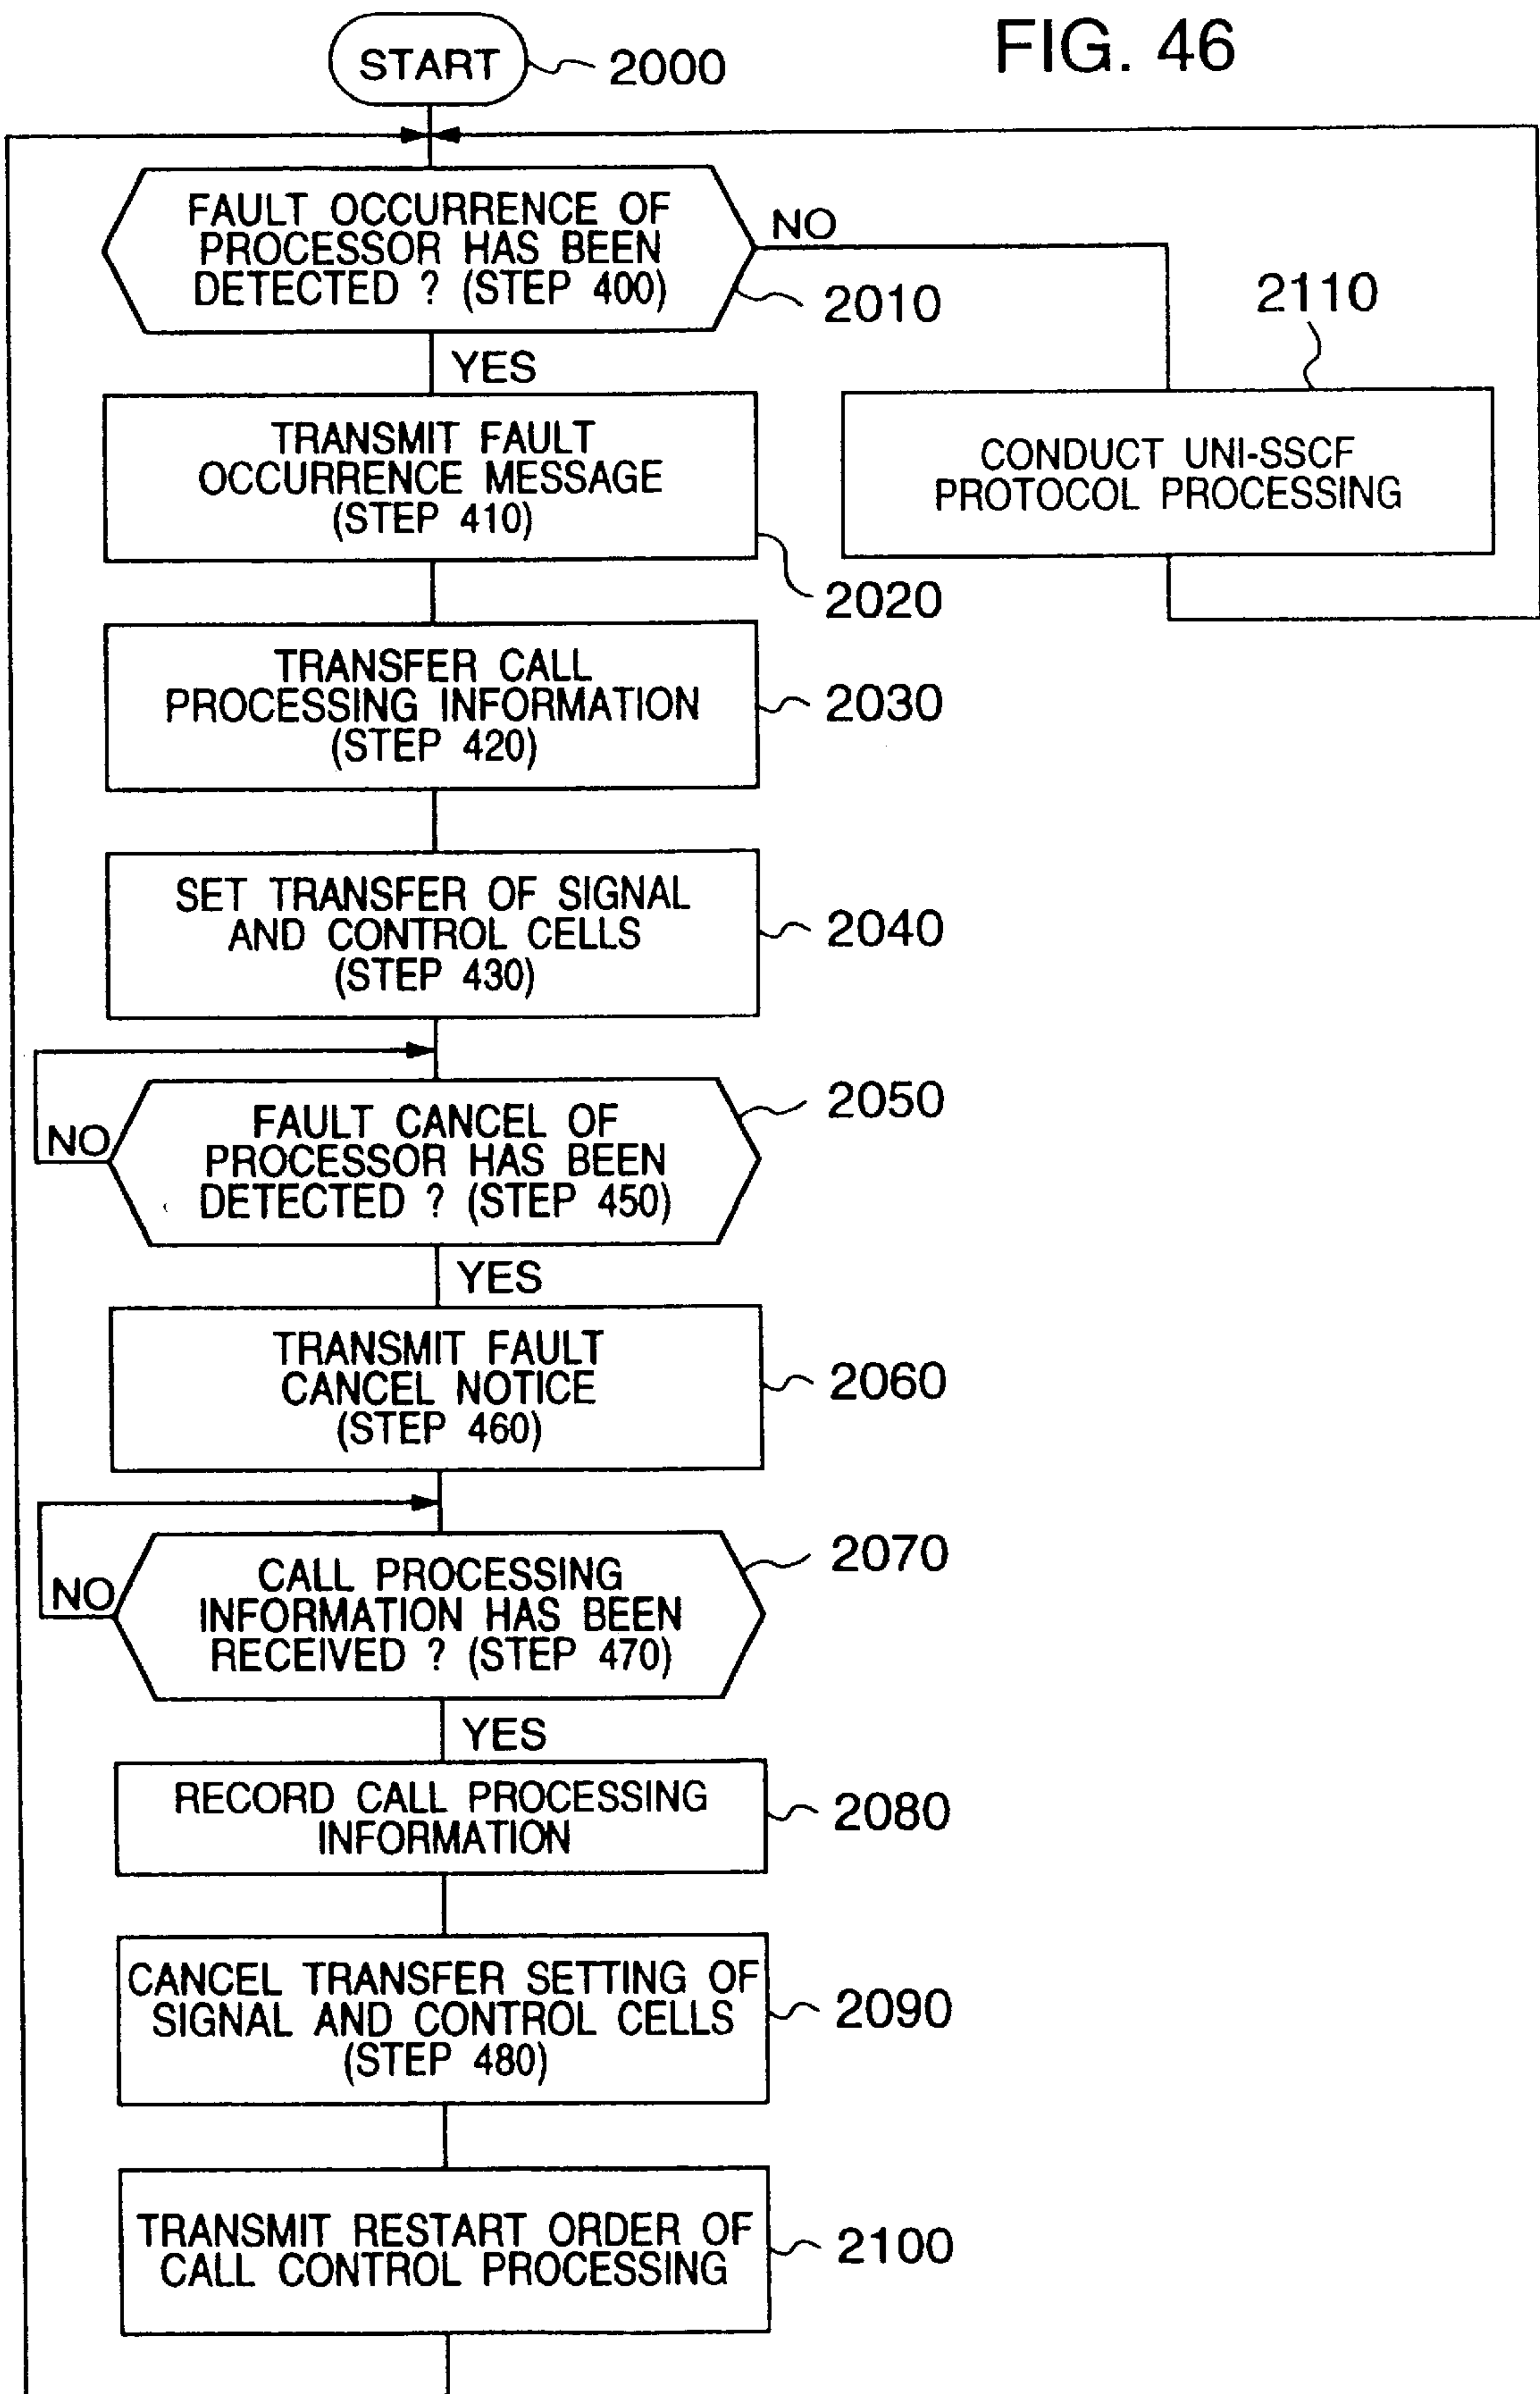 FIG. 46
START
2000
FAULT OCCURRENCE OF
PROCESSOR HAS BEEN
DETECTED ? (STEP 400)
NO
2010
2110
YES
TRANSMIT FAULT
OCCURRENCE MESSAGE
(STEP 410)
CONDUCT UNI-SSCF
PROTOCOL PROCESSING
2020
TRANSFER CALL
PROCESSING INFORMATION
(STEP 420)
2030
SET TRANSFER OF SIGNAL
AND CONTROL CELLS
(STEP 430)
2040
2050
NO
FAULT CANCEL OF
PROCESSOR HAS BEEN
DETECTED ? (STEP 450)
YES
TRANSMIT FAULT
CANCEL NOTICE
(STEP 460)
2060
2070
NO
CALL PROCESSING
INFORMATION HAS BEEN
RECEIVED ? (STEP 470)
YES
RECORD CALL PROCESSING
INFORMATION
2080
CANCEL TRANSFER SETTING OF
SIGNAL AND CONTROL CELLS
(STEP 480)
2090
TRANSMIT RESTART ORDER OF
CALL CONTROL PROCESSING
2100